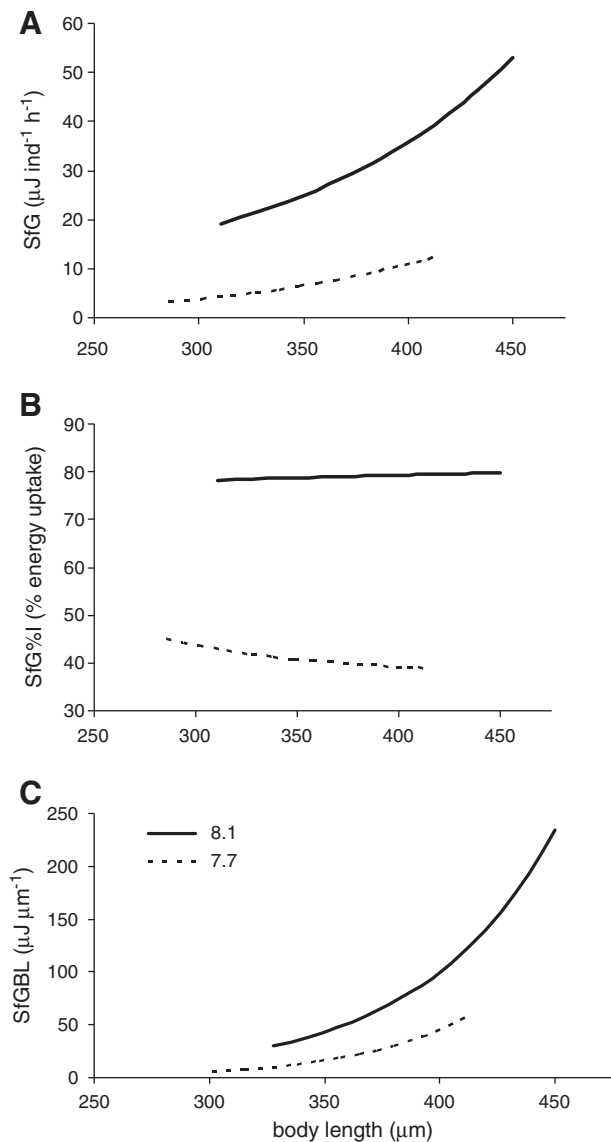 A
60
50
40
30
20
10
0
SfG (μJ ind⁻¹ h⁻¹)
250 300 350 400 450
B
90
80
70
60
50
40
30
SfG%I (% energy uptake)
250 300 350 400 450
C
250
200
150
100
50
0
SfGBL (μJ μm⁻¹)
8.1
7.7
250 300 350 400 450
body length (μm)